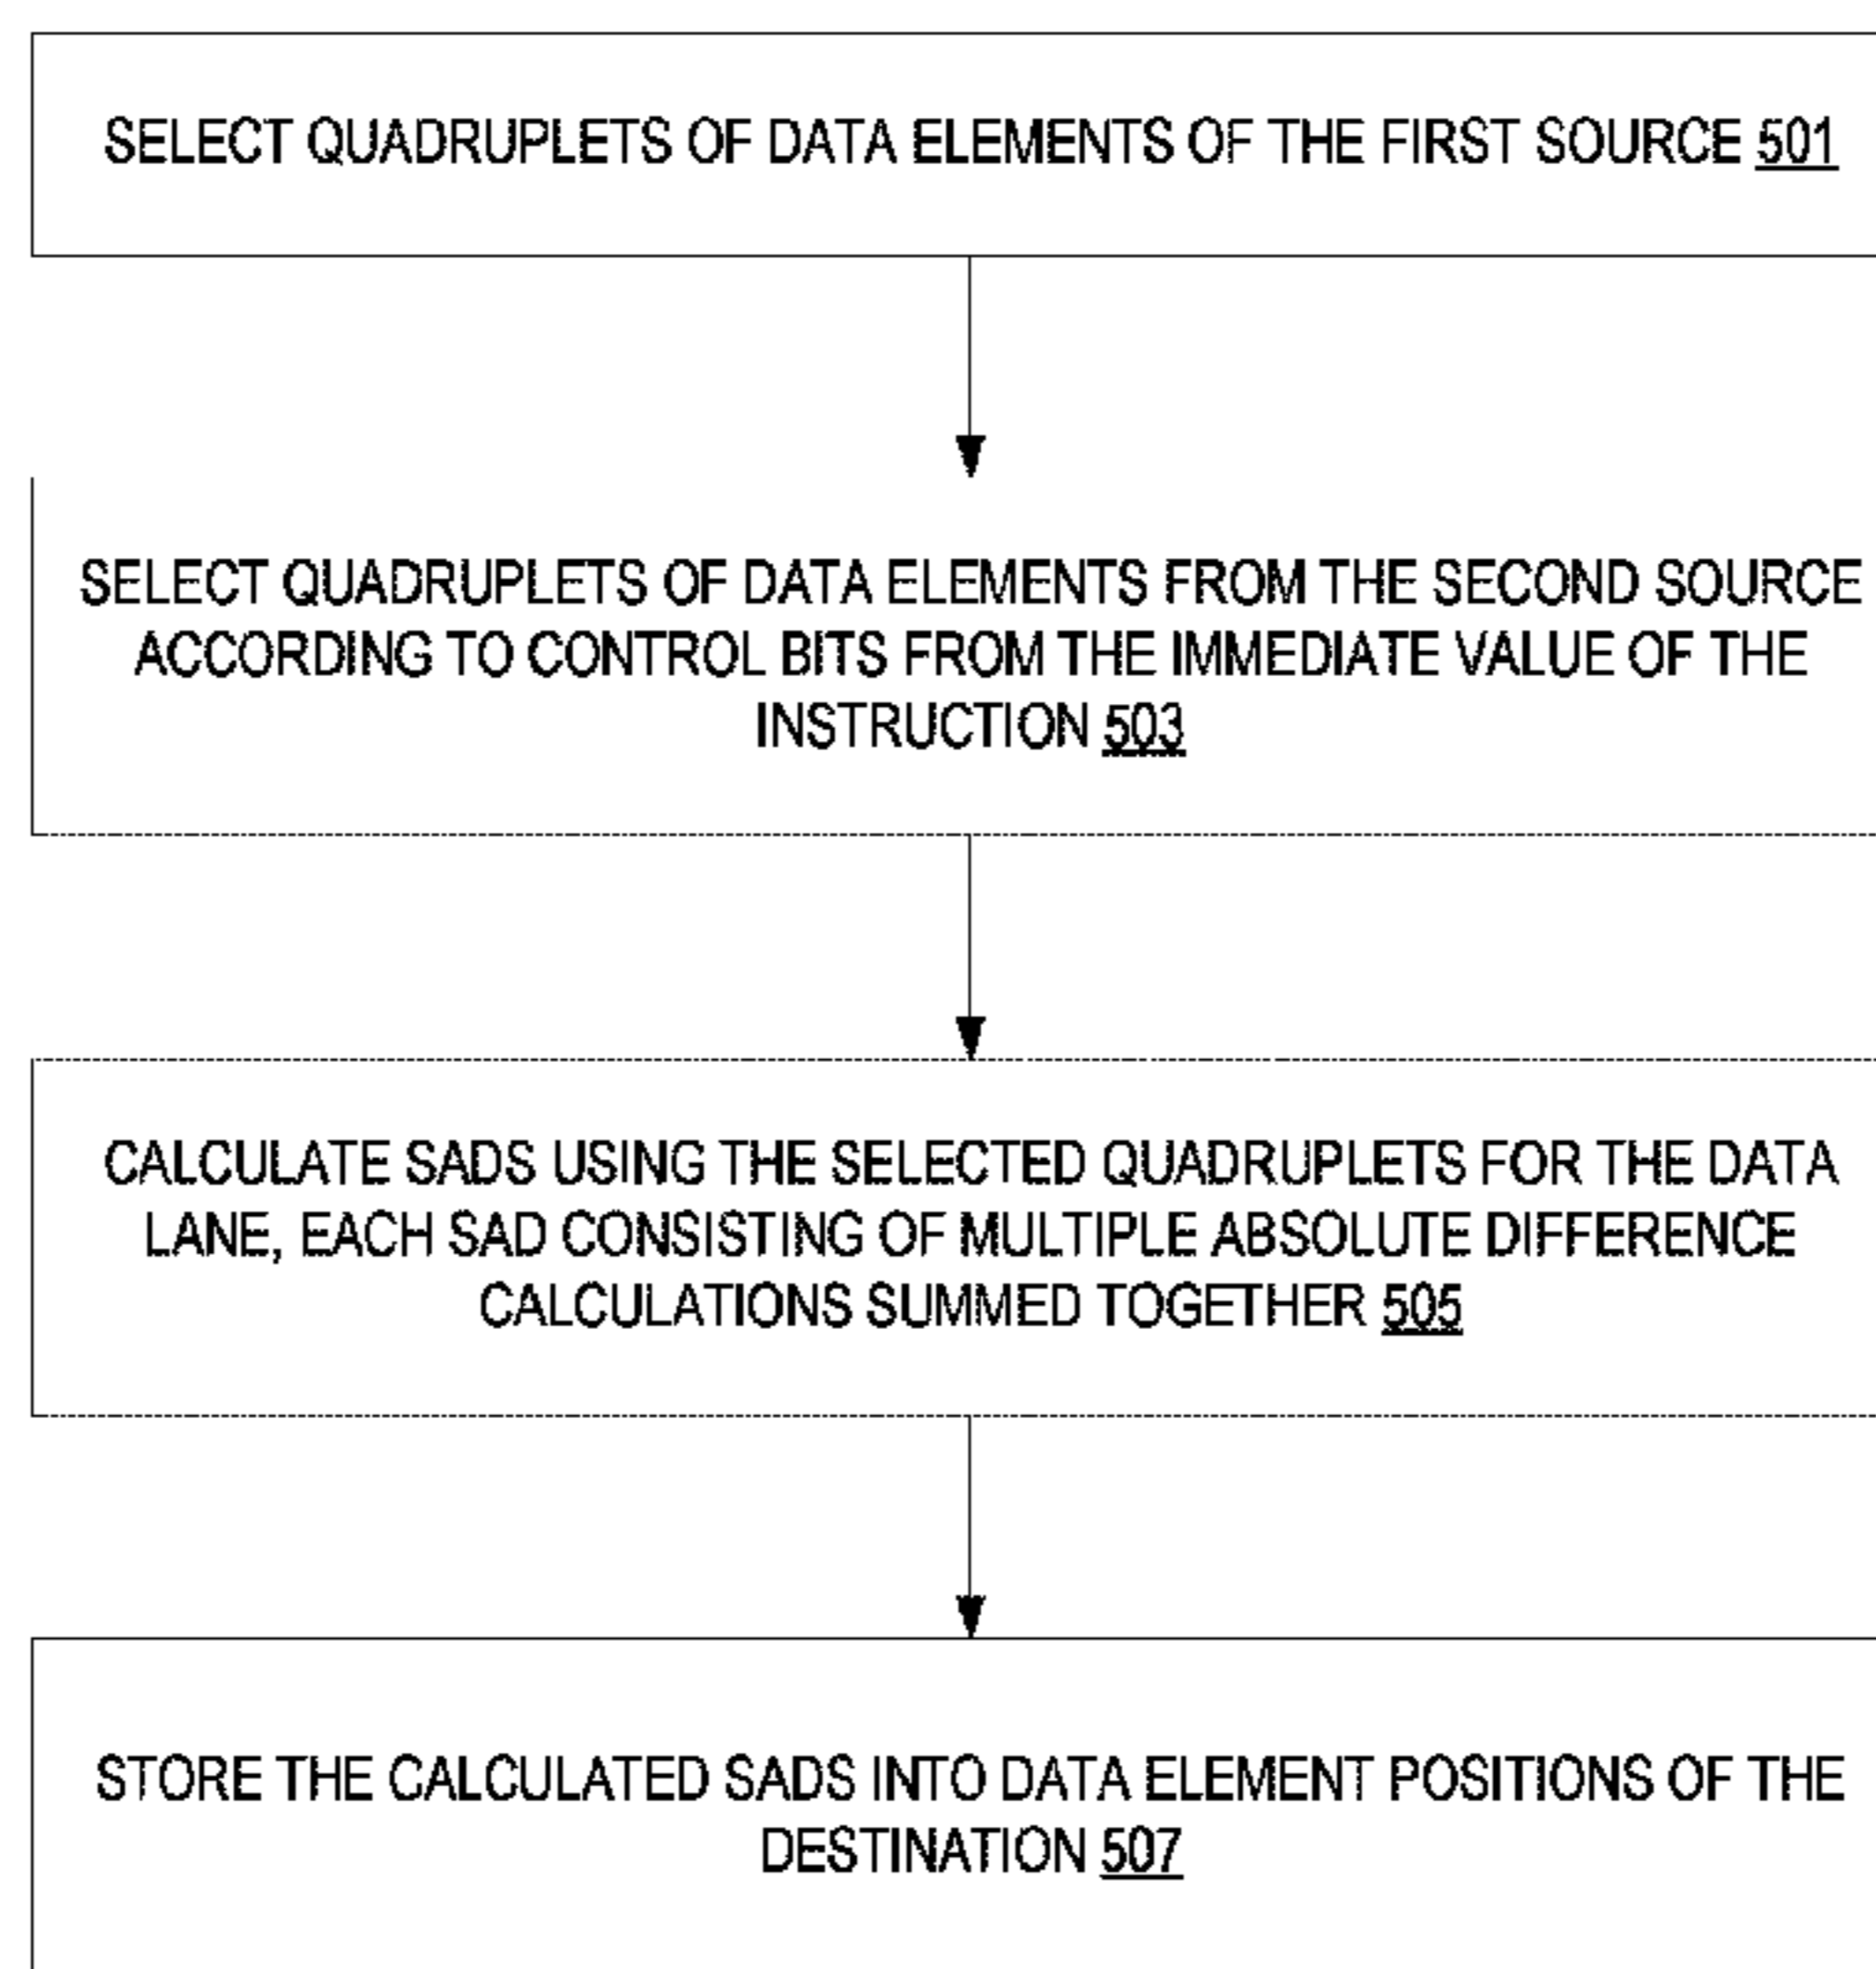 SELECT QUADRUPLETS OF DATA ELEMENTS OF THE FIRST SOURCE 501
SELECT QUADRUPLETS OF DATA ELEMENTS FROM THE SECOND SOURCE
ACCORDING TO CONTROL BITS FROM THE IMMEDIATE VALUE OF THE
INSTRUCTION 503
CALCULATE SADS USING THE SELECTED QUADRUPLETS FOR THE DATA
LANE, EACH SAD CONSISTING OF MULTIPLE ABSOLUTE DIFFERENCE
CALCULATIONS SUMMED TOGETHER 505
STORE THE CALCULATED SADS INTO DATA ELEMENT POSITIONS OF THE
DESTINATION 507